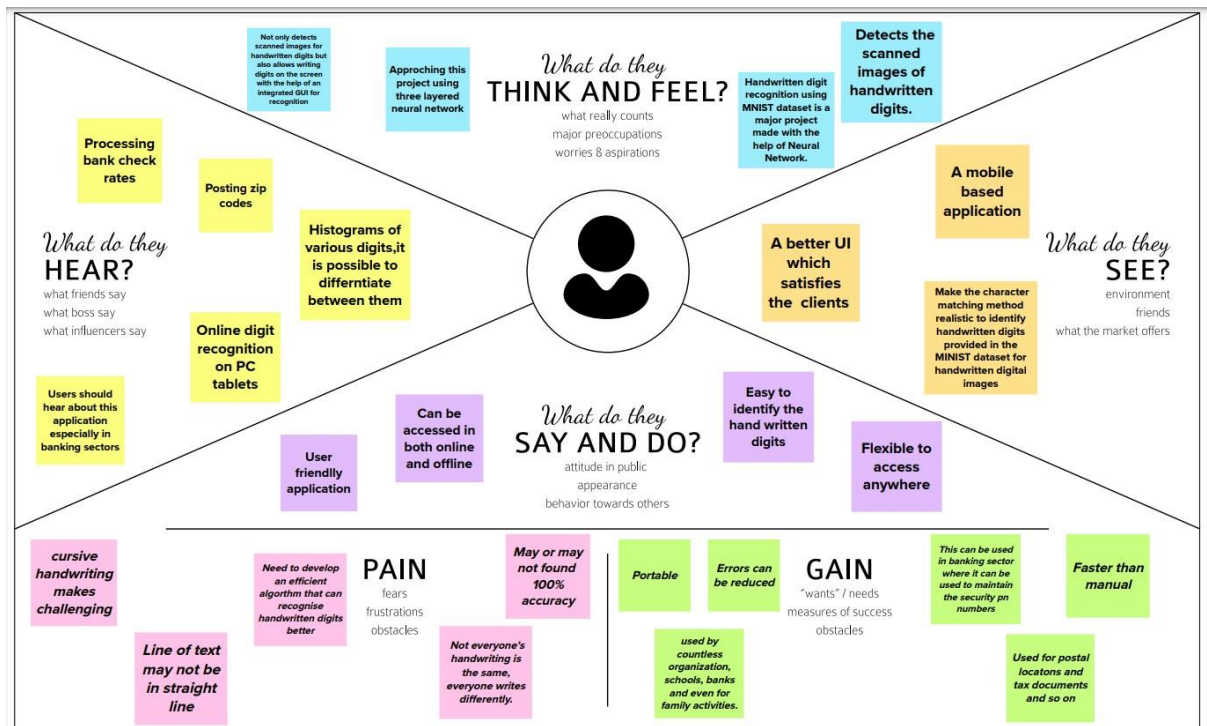 Not only detects
scanned images for
handwritten digits but
also allows writing
digits on the screen
with the help of an
integrated GUI for
recognition
Approching this
project using
three layered
neural network
What do they
THINK AND FEEL?
what really counts
major preoccupations
worries & aspirations
Handwritten digit
recognition using
MNIST dataset is a
major project
made with the
help of Neural
Network.
Detects the
scanned
images of
handwritten
digits.
Processing
bank check
rates
Posting zip
codes
Histograms of
various digits,it
is possible to
differntiate
between them
What do they
HEAR?
what friends say
what boss say
what influencers say
Online digit
recognition
on PC
tablets
Users should
hear about this
application
especially in
banking sectors
A mobile
based
application
A better UI
which
satisfies
the clients
What do they
SEE?
environment
friends
what the market offers
Make the character
matching method
realistic to identify
handwritten digits
provided in the
MINIST dataset for
handwritten digital
images
User
friendlly
application
Can be
accessed in
both online
and offline
What do they
SAY AND DO?
attitude in public
appearance
behavior towards others
Easy to
identify the
hand written
digits
Flexible to
access
anywhere
cursive
handwriting
makes
challenging
Line of text
may not be
in straight
line
Need to develop
an efficient
algorthm that can
recognise
handwritten digits
better
PAIN
fears
frustrations
obstacles
May or may
not found
100%
accuracy
Not everyone's
handwriting is
the same,
everyone writes
differently.
Portable
Errors can
be reduced
used by
countless
organization,
schools, banks
and even for
family activities.
GAIN
"wants" / needs
measures of success
obstacles
This can be used
in banking sector
where it can be
used to maintain
the security pn
numbers
Faster than
manual
Used for postal
locatons and
tax documents
and so on